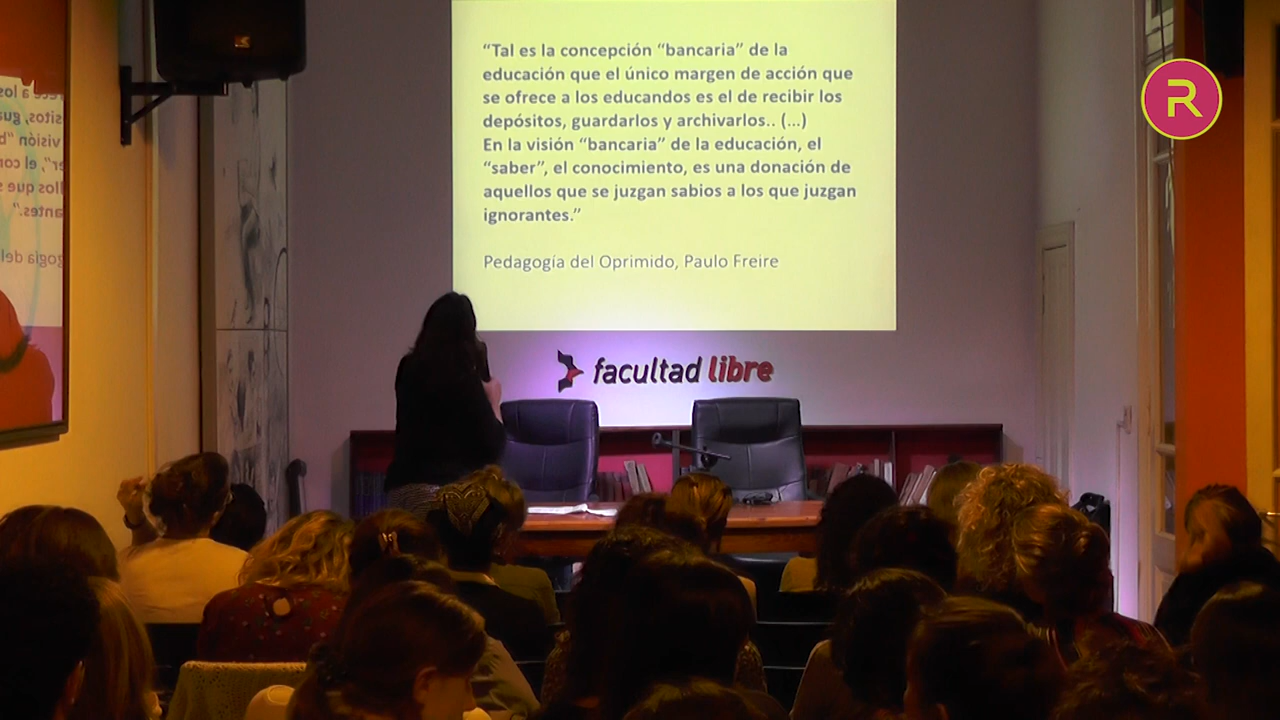 “Tal es la concepción “bancaria” de la
educación que el único margen de acción que
se ofrece a los educandos es el de recibir los
depósitos, guardarlos y archivarlos.. (...)
En la visión “bancaria” de la educación, el
“saber”, el conocimiento, es una donación de
aquellos que se juzgan sabios a los que juzgan
ignorantes.”
Pedagogía del Oprimido, Paulo Freire
facultad libre
R